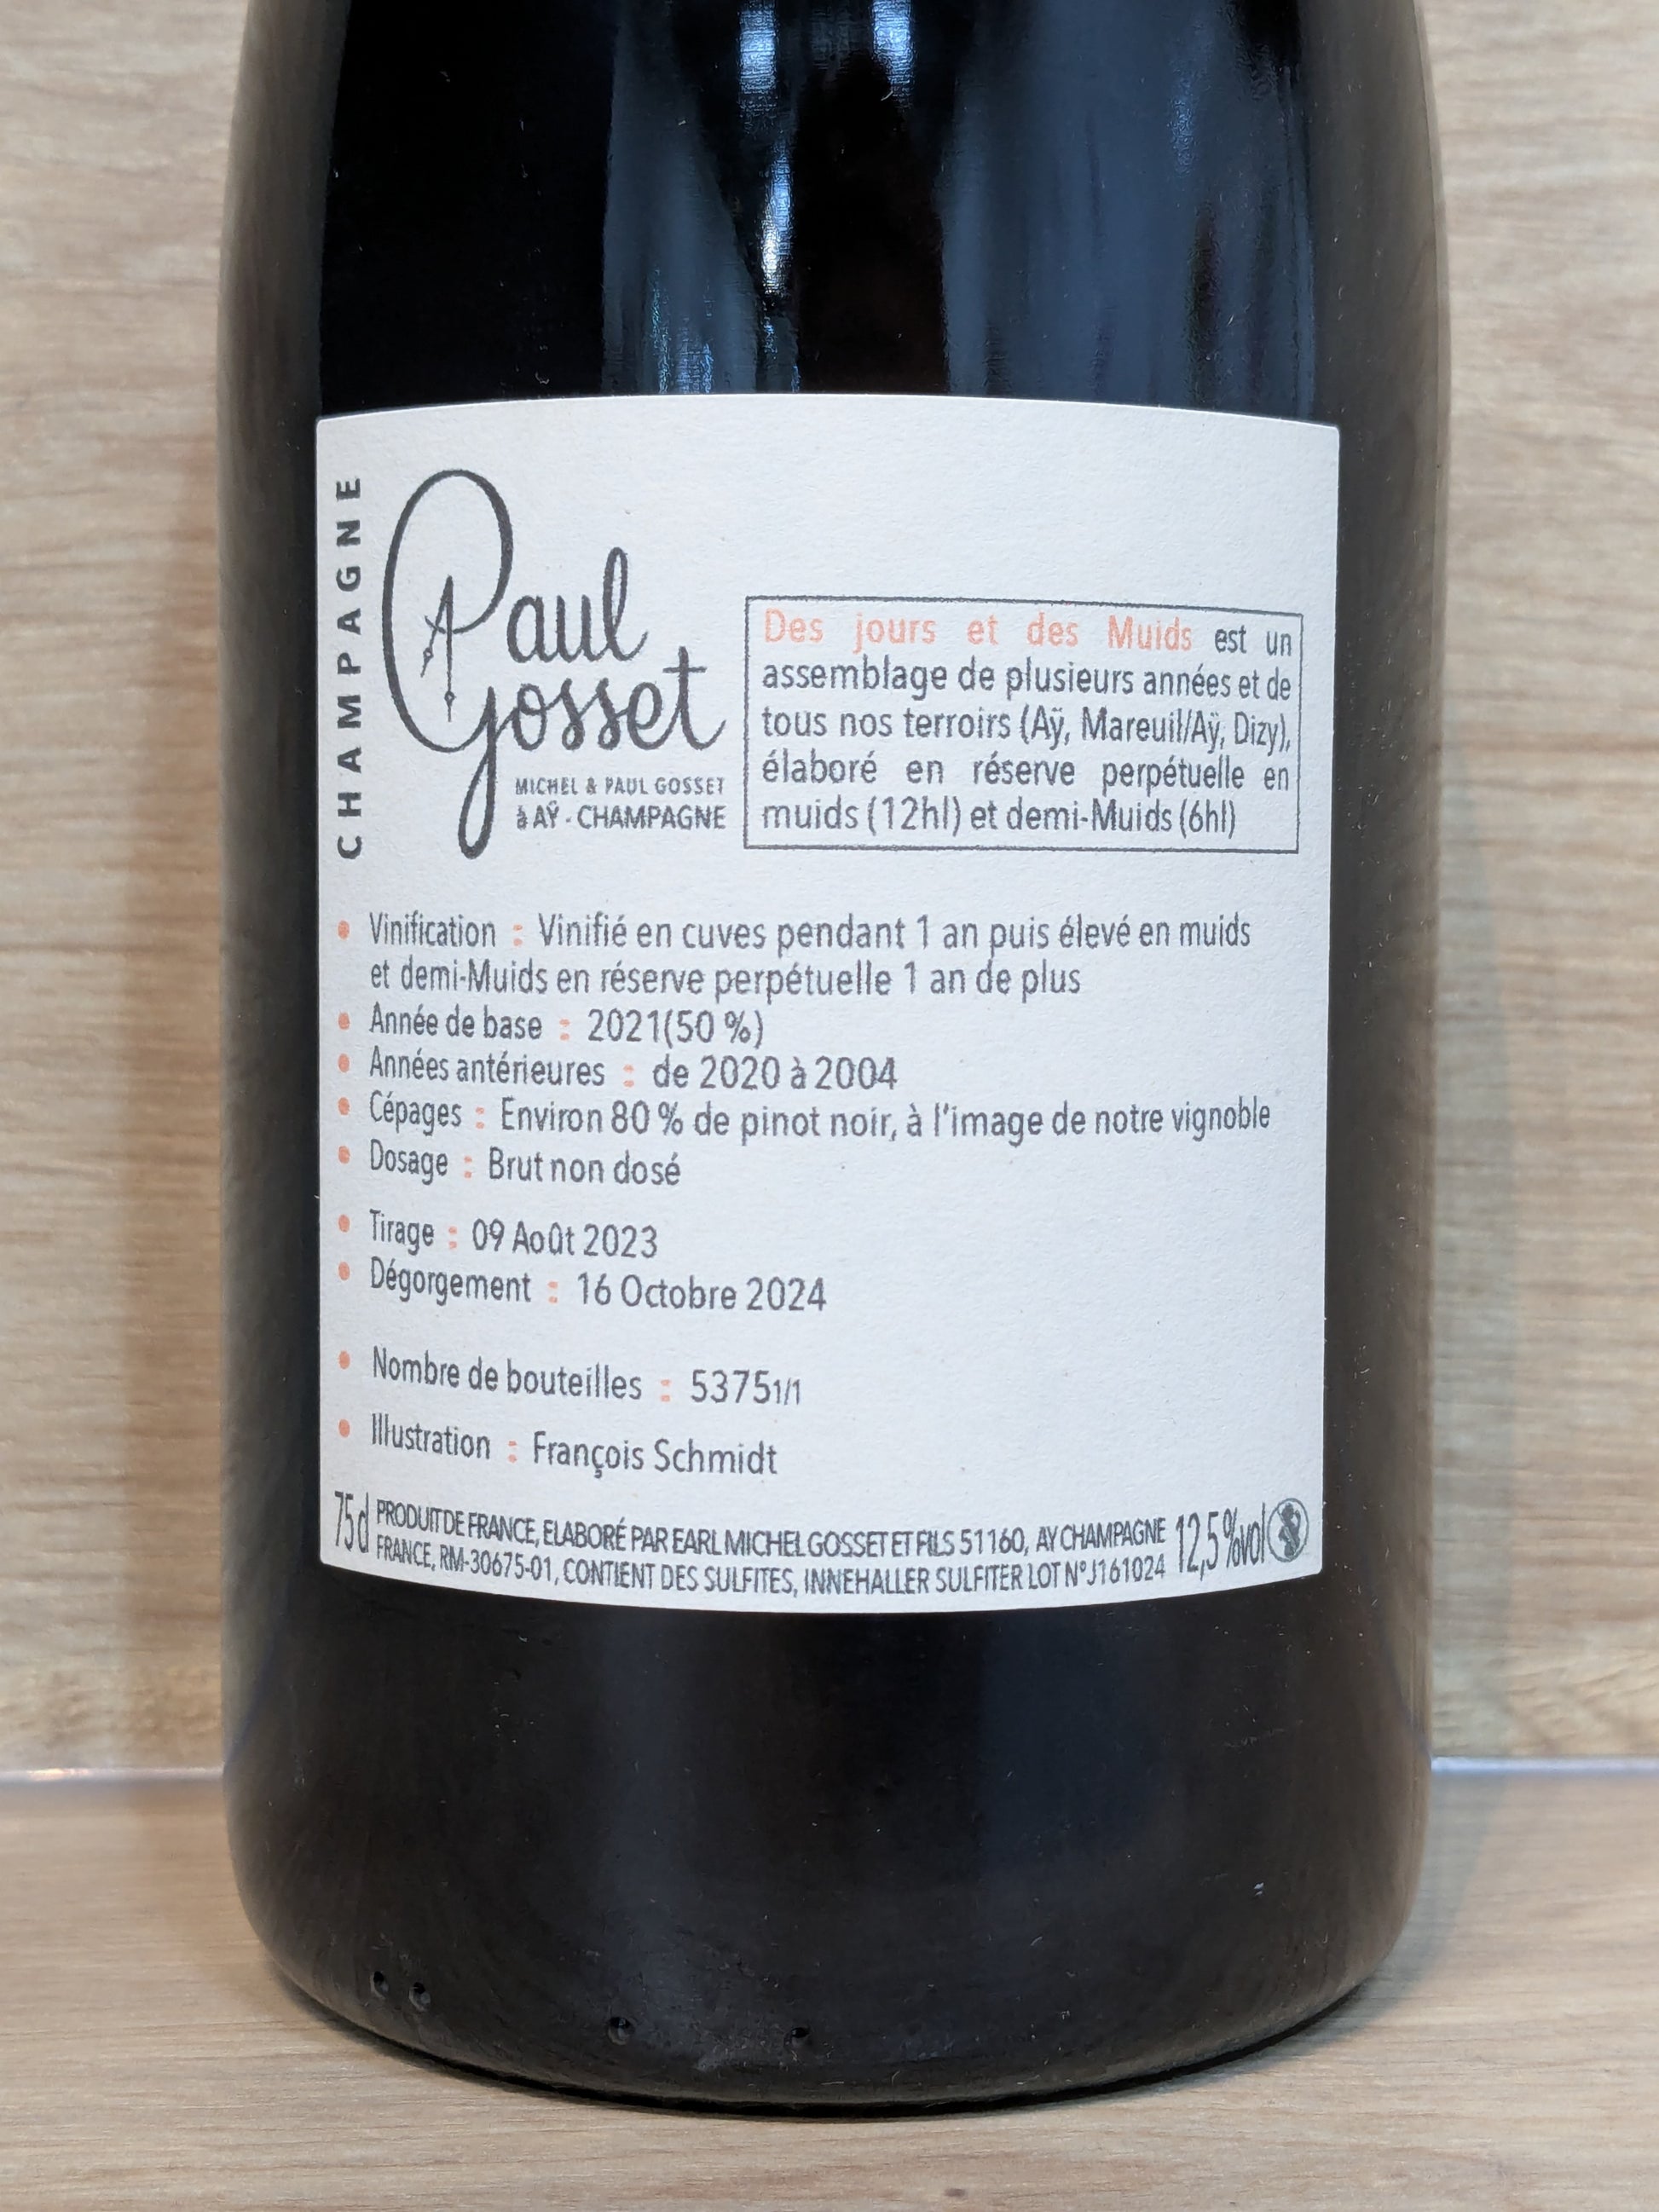 CHAMPAGNE
Paul
Gosset
MICHEL & PAUL GOSSET
à AŸ - CHAMPAGNE
Des jours et des Muids est un
assemblage de plusieurs années et de
tous nos terroirs (Aÿ, Mareuil/Aÿ, Dizy),
élaboré en réserve perpétuelle en
muids (12hl) et demi-Muids (6hl)
• Vinification : Vinifié en cuves pendant 1 an puis élevé en muids
et demi-Muids en réserve perpétuelle 1 an de plus
• Année de base : 2021(50 %)
• Années antérieures : de 2020 à 2004
• Cépages : Environ 80 % de pinot noir, à l'image de notre vignoble
• Dosage : Brut non dosé
• Tirage : 09 Août 2023
• Dégorgement : 16 Octobre 2024
• Nombre de bouteilles : 5375 1/1
• Illustration : François Schmidt
75cl
PRODUIT DE FRANCE, ELABORÉ PAR EARL MICHEL GOSSET ET FILS 51160, AY CHAMPAGNE
FRANCE, RM-30675-01, CONTIENT DES SULFITES, INNEHALLER SULFITER LOT N°J161024
12,5%vol